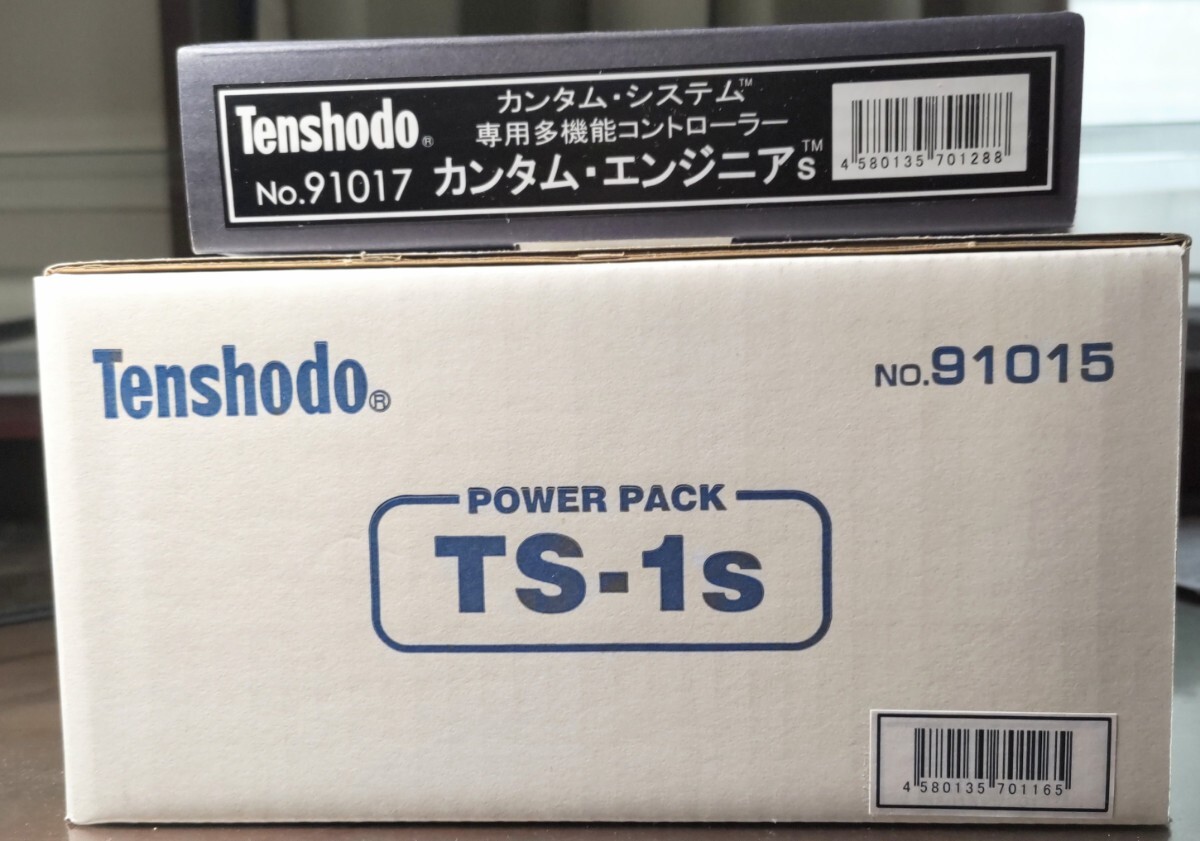 Tenshodo®
カンタム・システム™
専用多機能コントローラー
No.91017 カンタム・エンジニアs™
4 580135 701288
Tenshodo®
NO.91015
POWER PACK
TS-1s
4 580135 701165